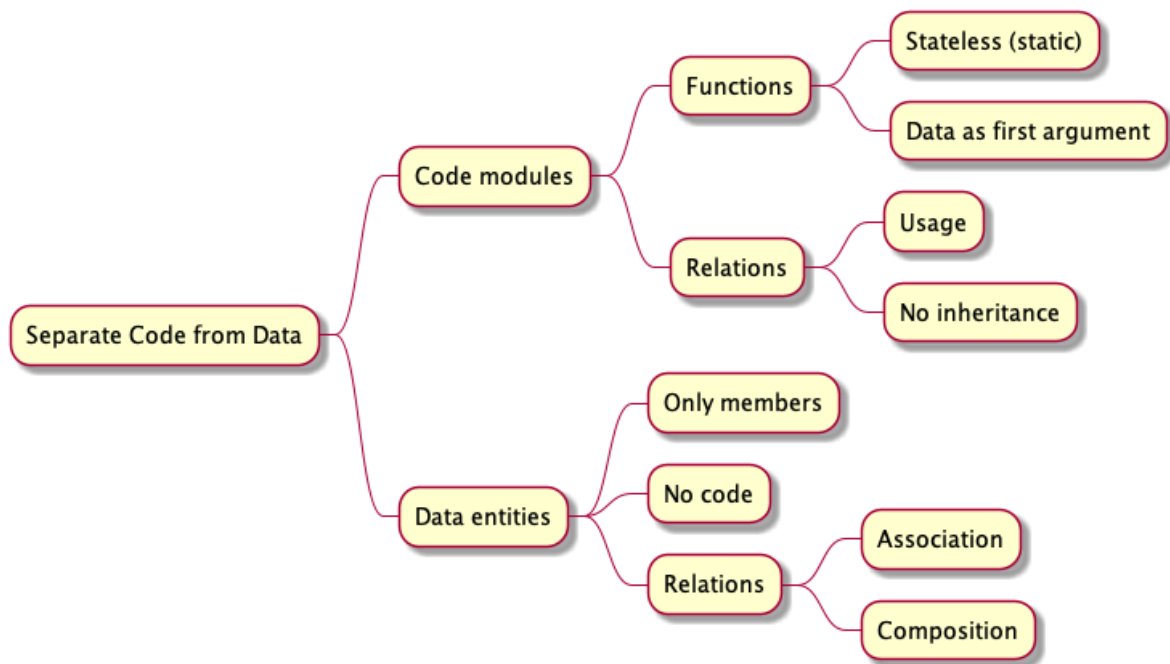 Separate Code from Data
Code modules
Functions
Stateless (static)
Data as first argument
Relations
Usage
No inheritance
Data entities
Only members
No code
Relations
Association
Composition